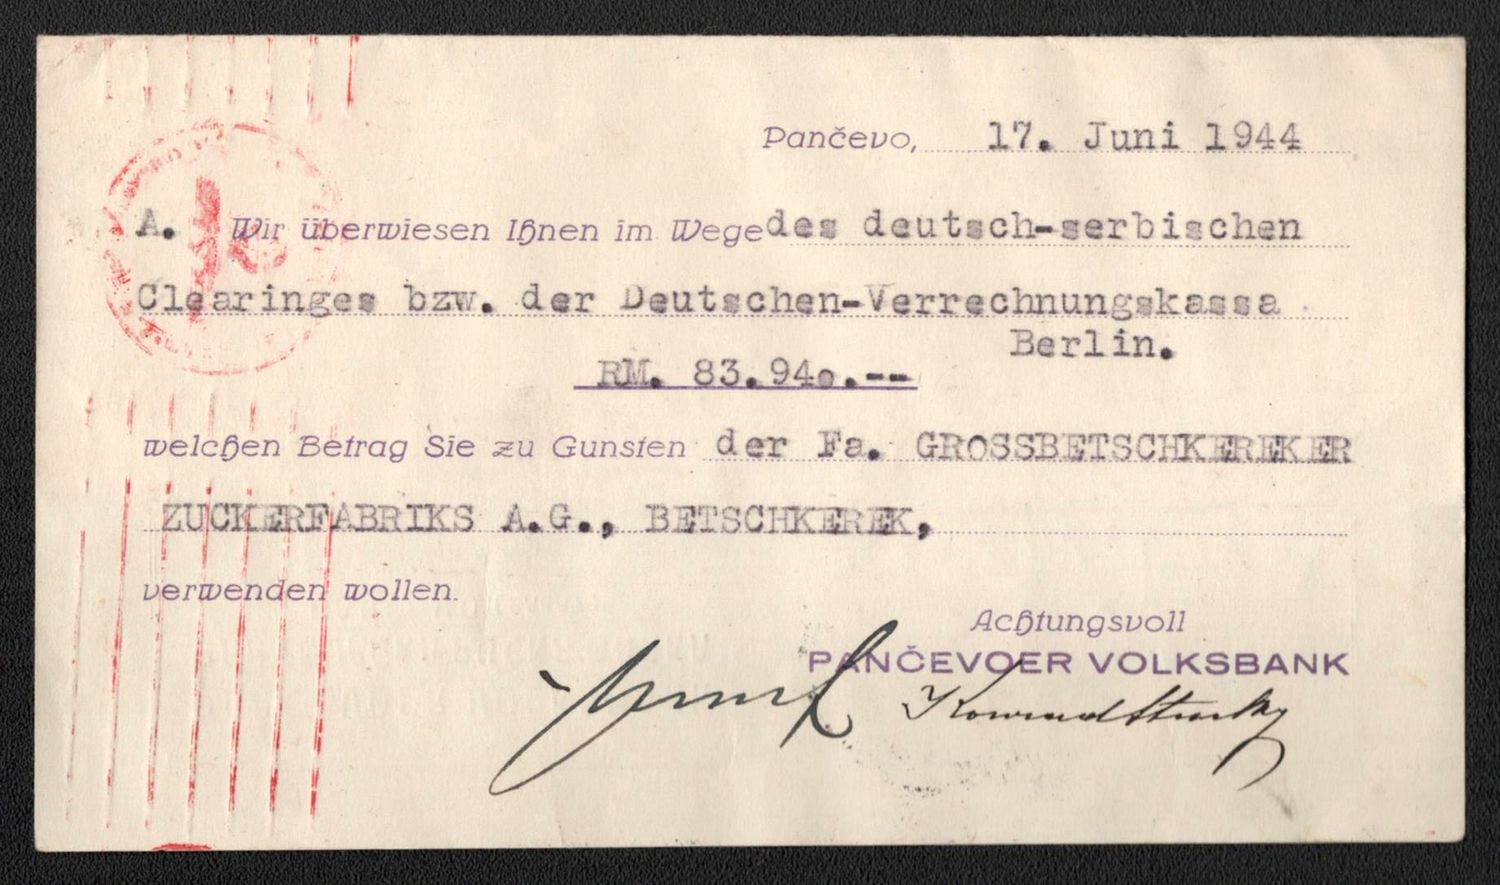 Pančevo, 17. Juni 1944
A. Wir überwiesen Ihnen im Wege des deutsch-serbischen
Clearinges bzw. der Deutschen-Verrechnungskassa
Berlin.
RM. 83.940.--
welchen Betrag Sie zu Gunsten der Fa. GROSSBETSCHKEREKER
ZUCKERFABRIKS A.G., BETSCHKEREK,
verwenden wollen.
Achtungsvoll
PANČEVOER VOLKSBANK